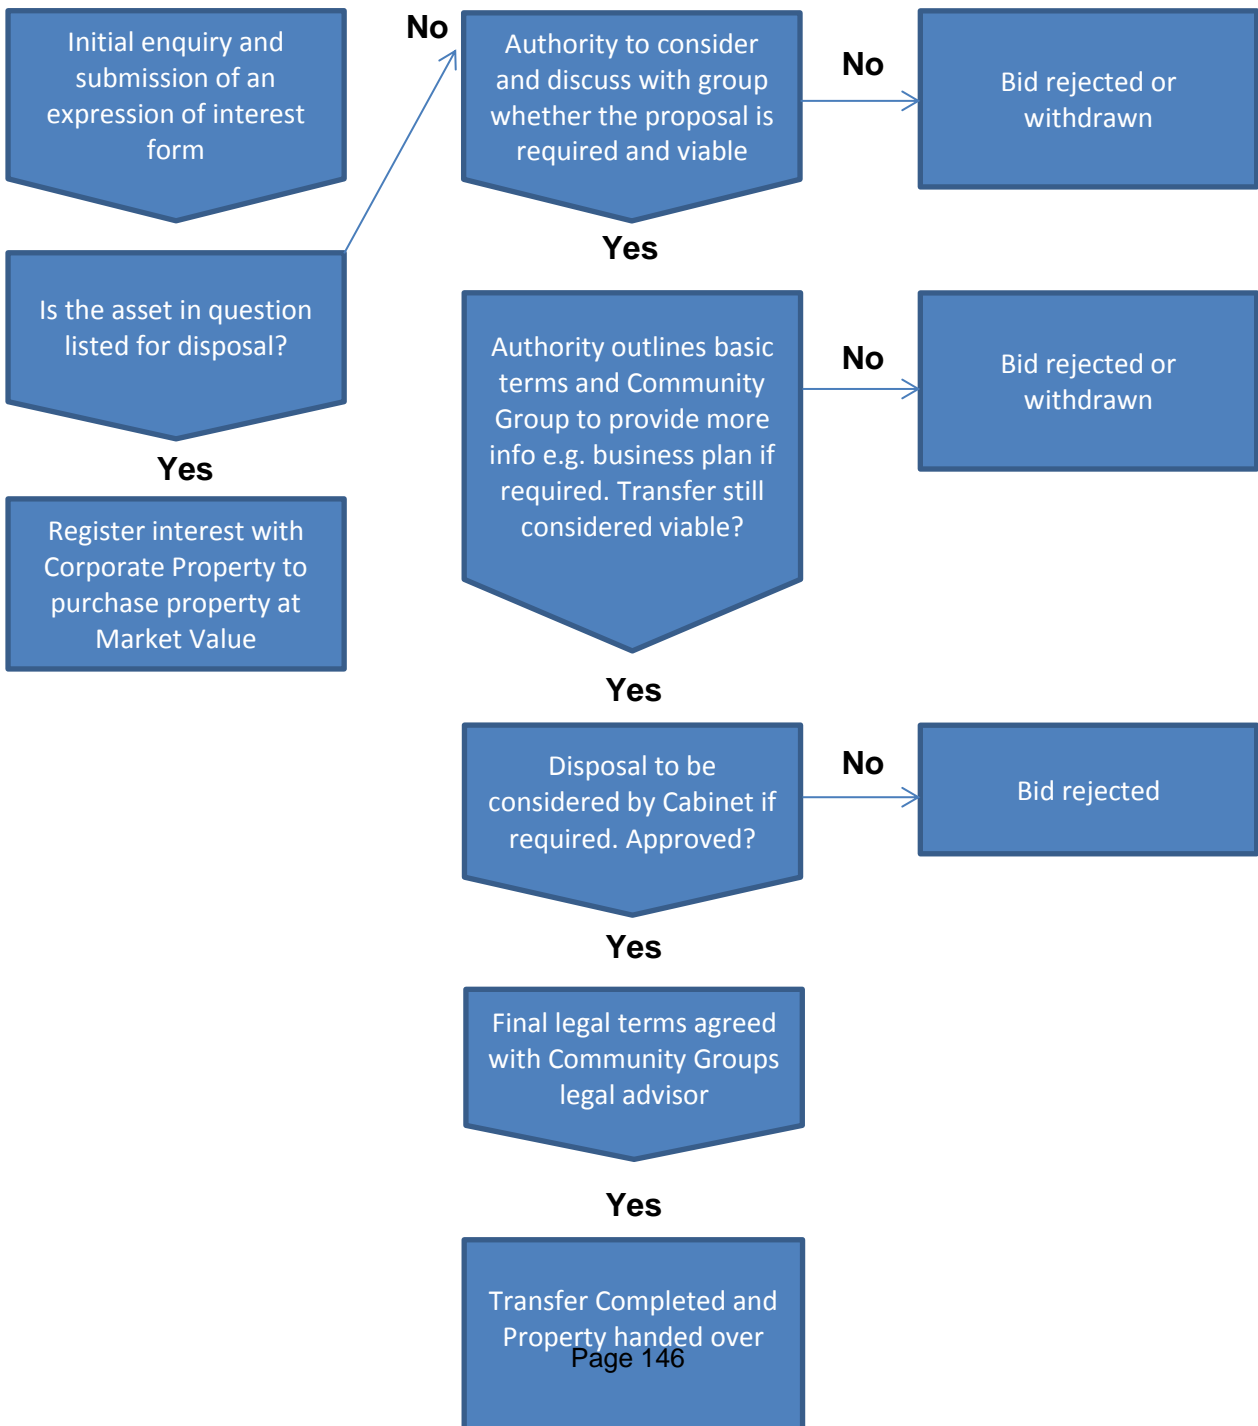 Initial enquiry and
submission of an
expression of interest
form
Is the asset in question
listed for disposal?
Yes
Register interest with
Corporate Property to
purchase property at
Market Value
No
Authority to consider
and discuss with group
whether the proposal is
required and viable
No
Bid rejected or
withdrawn
Yes
Authority outlines basic
terms and Community
Group to provide more
info e.g. business plan if
required. Transfer still
considered viable?
No
Bid rejected or
withdrawn
Yes
Disposal to be
considered by Cabinet if
required. Approved?
No
Bid rejected
Yes
Final legal terms agreed
with Community Groups
legal advisor
Yes
Transfer Completed and
Property handed over
Page 146